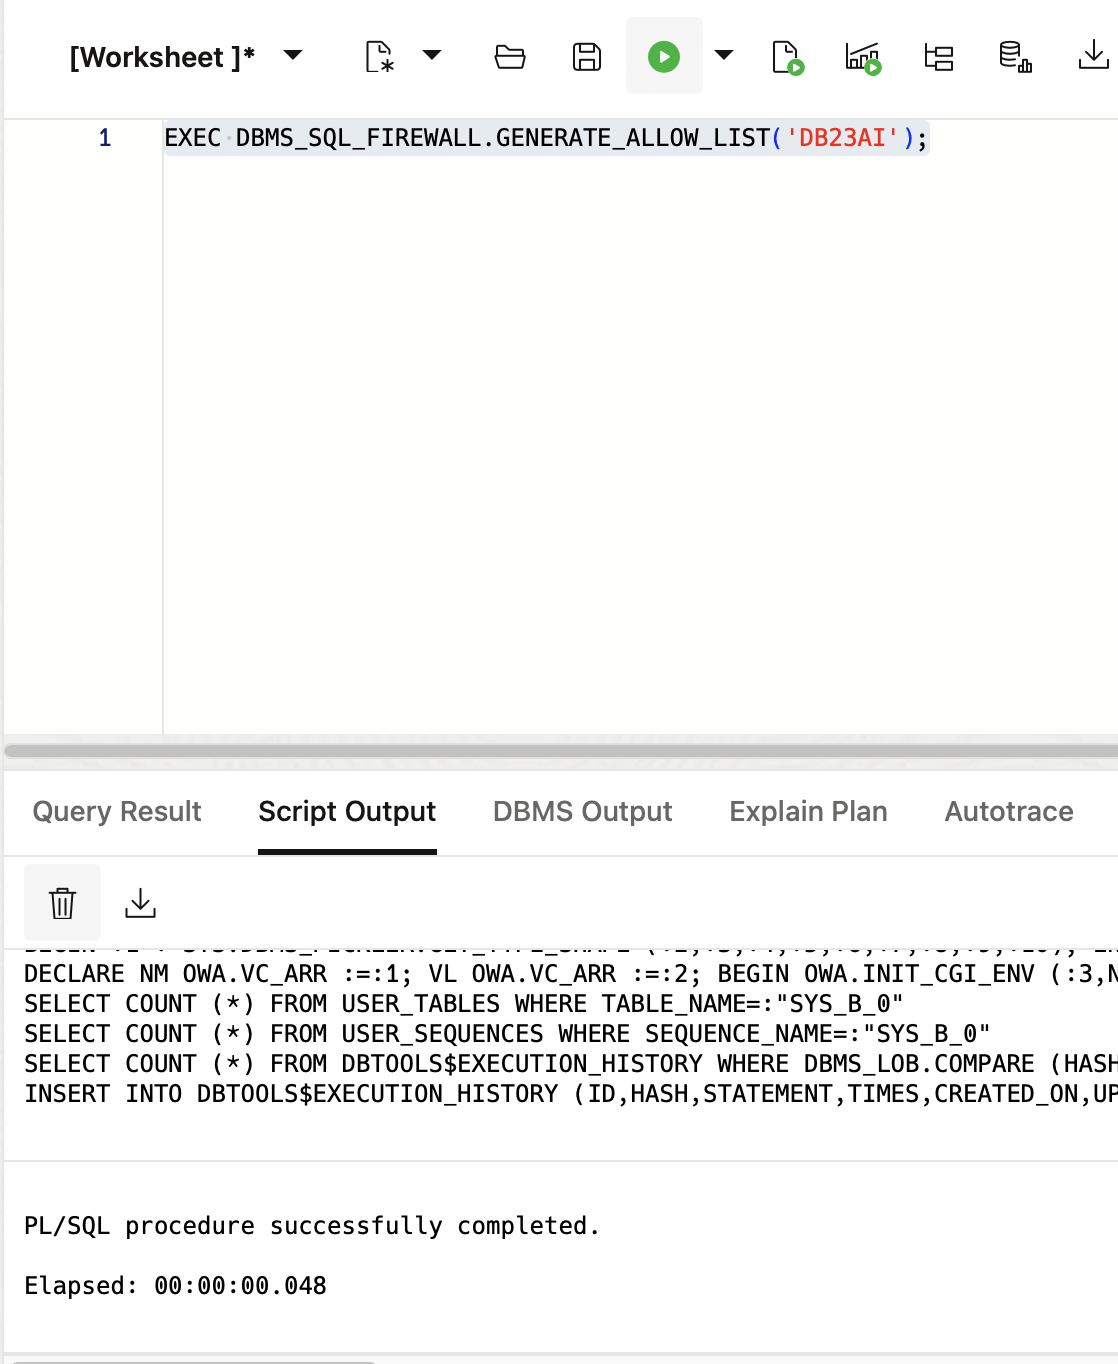 [Worksheet ]*
1 EXEC DBMS_SQL_FIREWALL.GENERATE_ALLOW_LIST('DB23AI');
Query Result Script Output DBMS Output Explain Plan Autotrace
DECLARE NM OWA.VC_ARR :=:1; VL OWA.VC_ARR :=:2; BEGIN OWA.INIT_CGI_ENV (:3,N
SELECT COUNT (*) FROM USER_TABLES WHERE TABLE_NAME=:"SYS_B_0"
SELECT COUNT (*) FROM USER_SEQUENCES WHERE SEQUENCE_NAME=:"SYS_B_0"
SELECT COUNT (*) FROM DBTOOLS$EXECUTION_HISTORY WHERE DBMS_LOB.COMPARE (HASH
INSERT INTO DBTOOLS$EXECUTION_HISTORY (ID,HASH,STATEMENT,TIMES,CREATED_ON,UP
PL/SQL procedure successfully completed.
Elapsed: 00:00:00.048